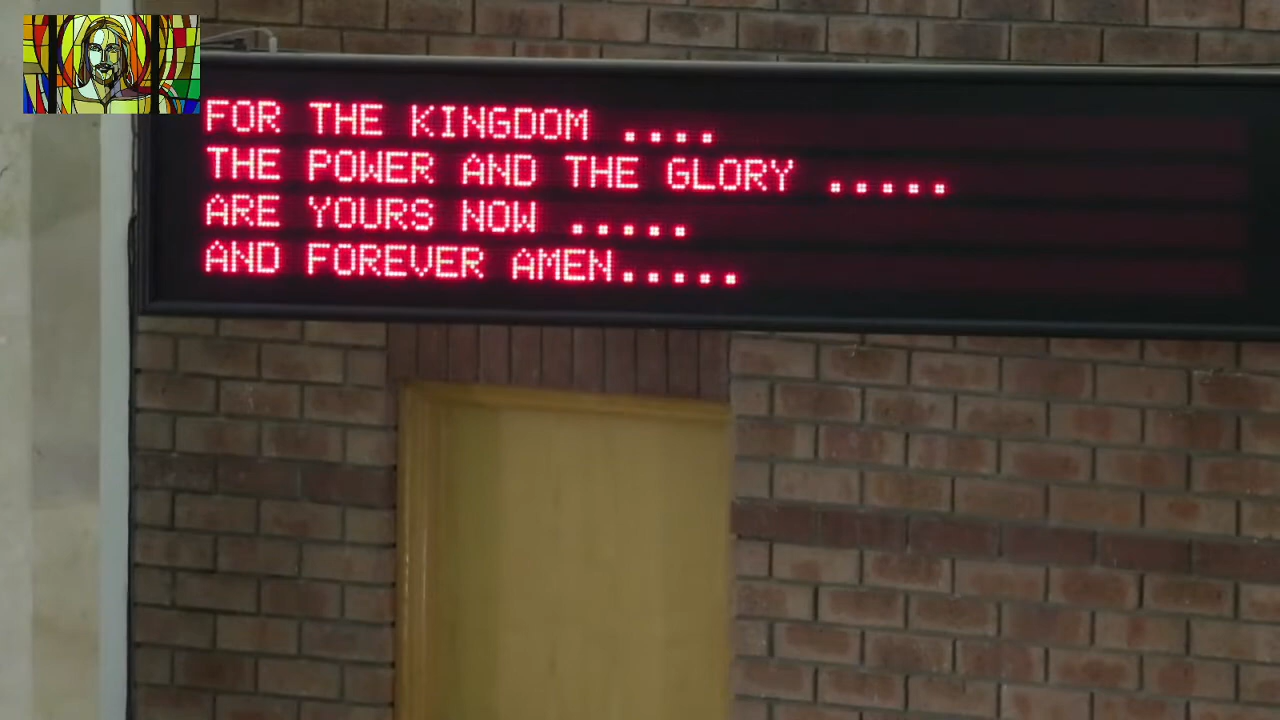 FOR THE KINGDOM ....
THE POWER AND THE GLORY .....
ARE YOURS NOW .....
AND FOREVER AMEN.....